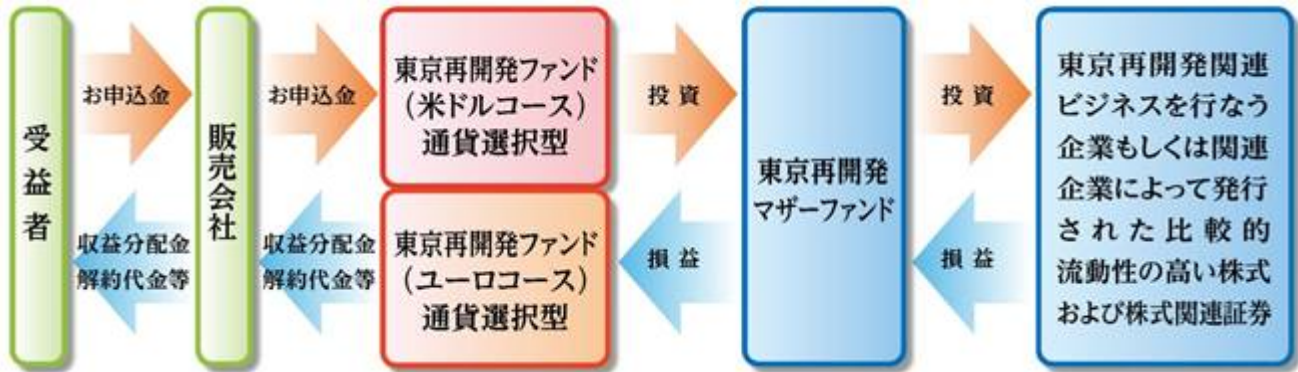 受益者
お申込金
収益分配金
解約代金等
販売会社
お申込金
収益分配金
解約代金等
東京再開発ファンド
(米ドルコース)
通貨選択型
東京再開発ファンド
(ユーロコース)
通貨選択型
投資
損益
東京再開発
マザーファンド
投資
損益
東京再開発関連
ビジネスを行なう
企業もしくは関連
企業によって発行
された比較的
流動性の高い株式
および株式関連証券